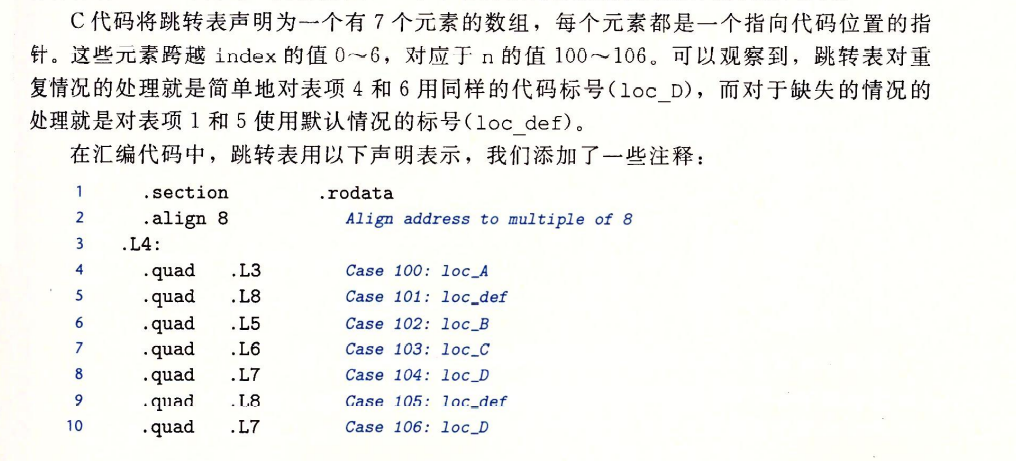 C代码将跳转表声明为一个有7个元素的数组，每个元素都是一个指向代码位置的指
针。这些元素跨越 index 的值 0～6，对应于 n 的值 100～106。可以观察到，跳转表对重
复情况的处理就是简单地对表项 4 和 6 用同样的代码标号(loc_D)，而对于缺失的情况的
处理就是对表项 1 和 5 使用默认情况的标号(loc_def)。
在汇编代码中，跳转表用以下声明表示，我们添加了一些注释：
1 .section .rodata
2 .align 8 Align address to multiple of 8
3 .L4:
4 .quad .L3 Case 100: loc_A
5 .quad .L8 Case 101: loc_def
6 .quad .L5 Case 102: loc_B
7 .quad .L6 Case 103: loc_C
8 .quad .L7 Case 104: loc_D
9 .quad .L8 Case 105: loc_def
10 .quad .L7 Case 106: loc_D